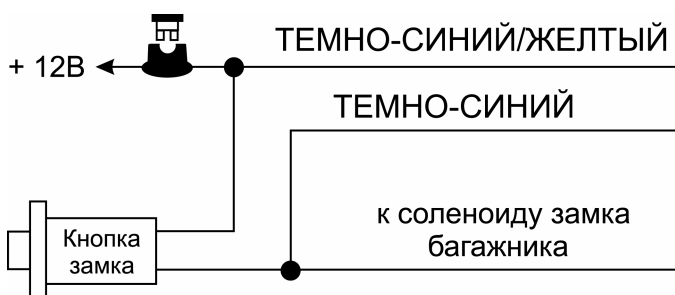 ТЕМНО-СИНИЙ/ЖЕЛТЫЙ
+ 12В
ТЕМНО-СИНИЙ
к соленоиду замка
багажника
Кнопка
замка